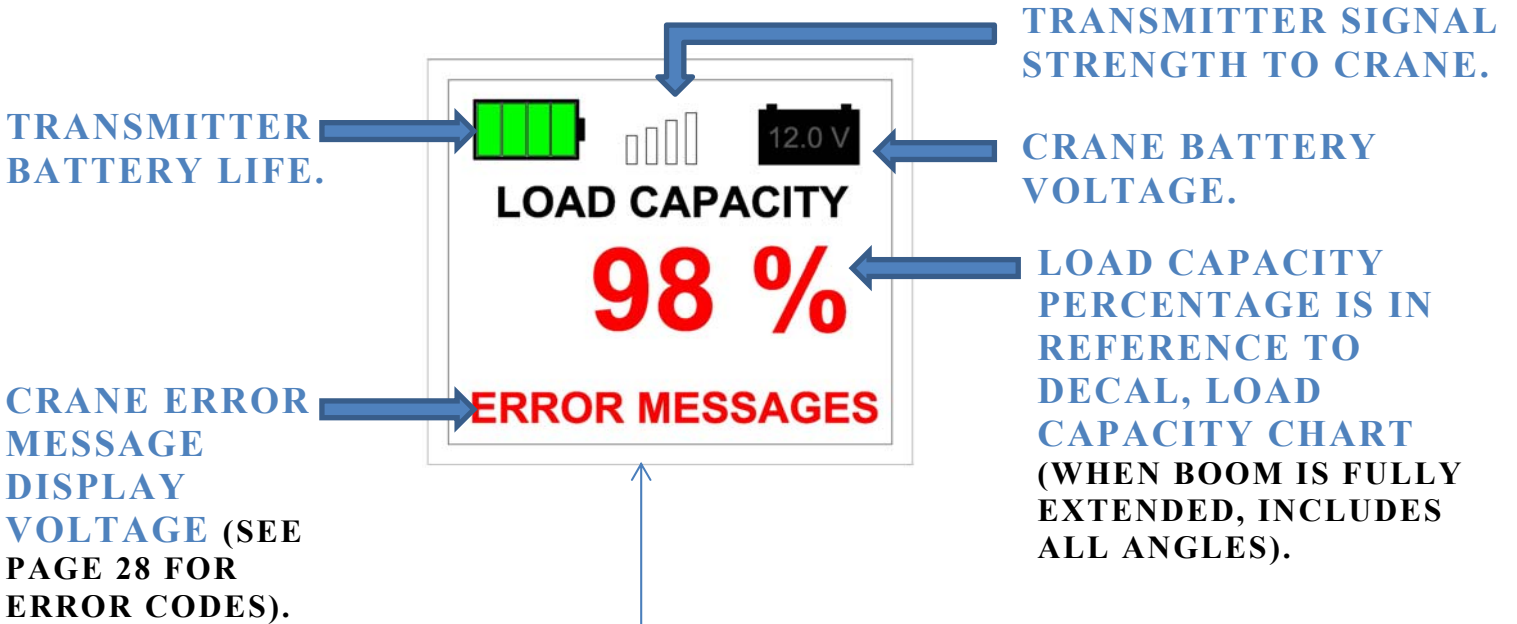 TRANSMITTER SIGNAL
STRENGTH TO CRANE.
TRANSMITTER
BATTERY LIFE.
12.0 V
CRANE BATTERY
VOLTAGE.
LOAD CAPACITY
98 %
LOAD CAPACITY
PERCENTAGE IS IN
REFERENCE TO
DECAL, LOAD
CAPACITY CHART
(WHEN BOOM IS FULLY
EXTENDED, INCLUDES
ALL ANGLES).
CRANE ERROR
MESSAGE
DISPLAY
VOLTAGE (SEE
PAGE 28 FOR
ERROR CODES).
ERROR MESSAGES